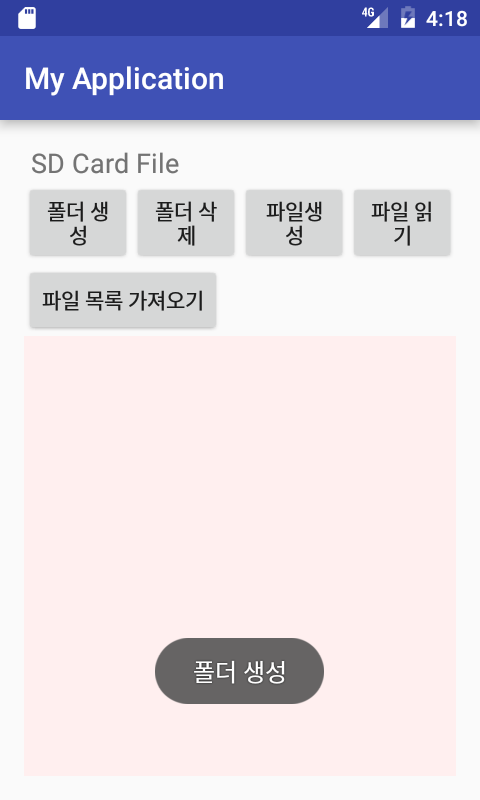 4G 4:18
My Application
SD Card File
폴더 생
성
폴더 삭
제
파일생
성
파일 읽
기
파일 목록 가져오기
폴더 생성